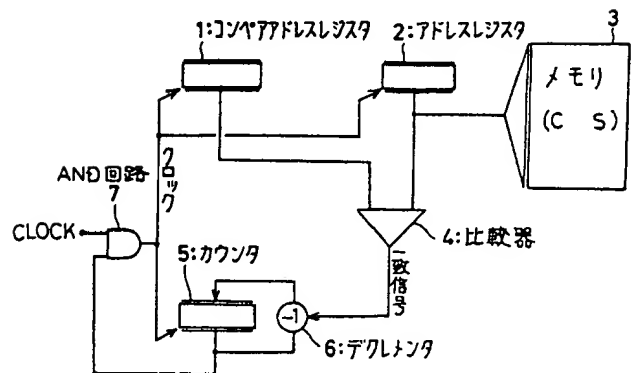 3
1:コンペアアドレスレジスタ
2:アドレスレジスタ
メモリ
(C S)
AND回路
7
クロック
CLOCK
4:比較器
一致信号
5:カウンタ
-1
6:デクレメンタ